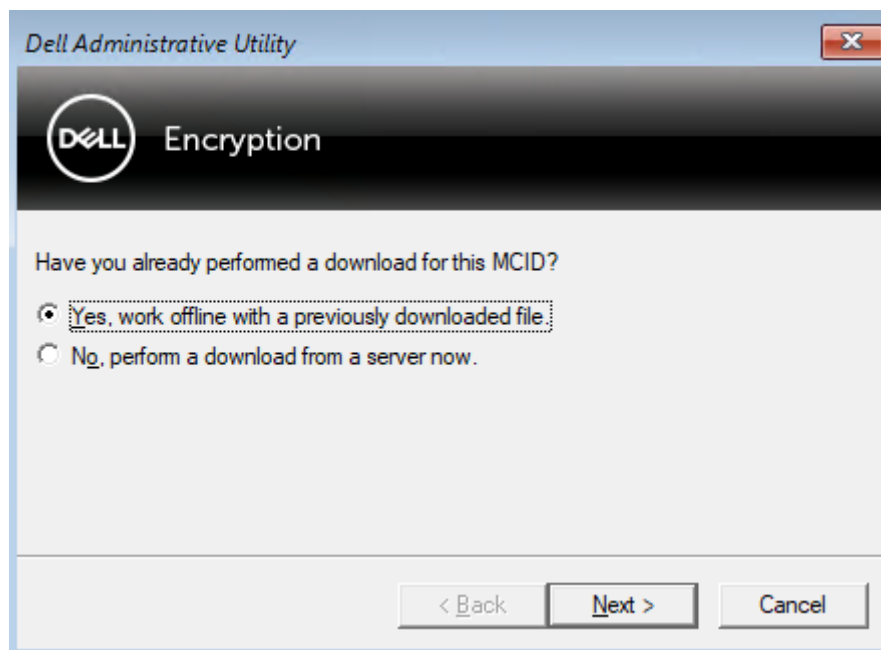 Dell Administrative Utility
DELL Encryption
Have you already performed a download for this MCID?
Yes, work offline with a previously downloaded file.
No, perform a download from a server now.
< Back Next > Cancel